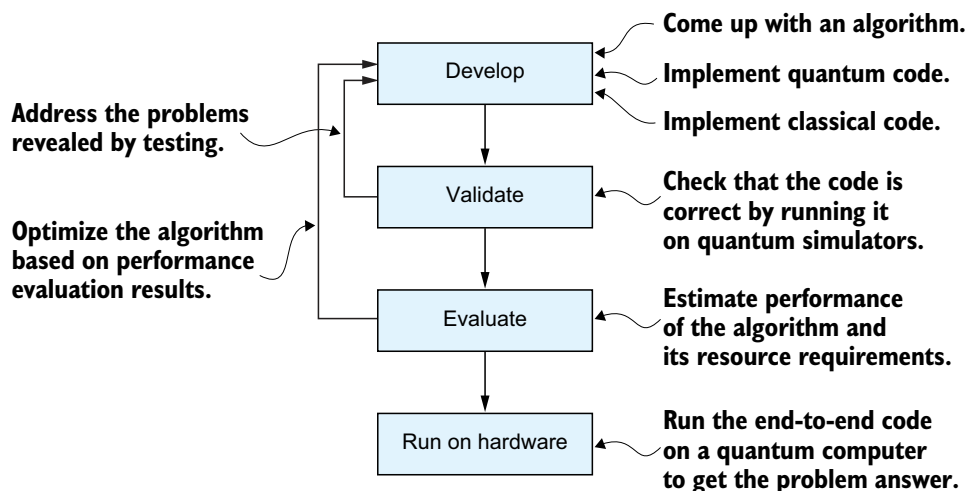 Come up with an algorithm.
Develop
Implement quantum code.
Implement classical code.
Address the problems
revealed by testing.
Validate
Check that the code is
correct by running it
on quantum simulators.
Optimize the algorithm
based on performance
evaluation results.
Evaluate
Estimate performance
of the algorithm and
its resource requirements.
Run on hardware
Run the end-to-end code
on a quantum computer
to get the problem answer.